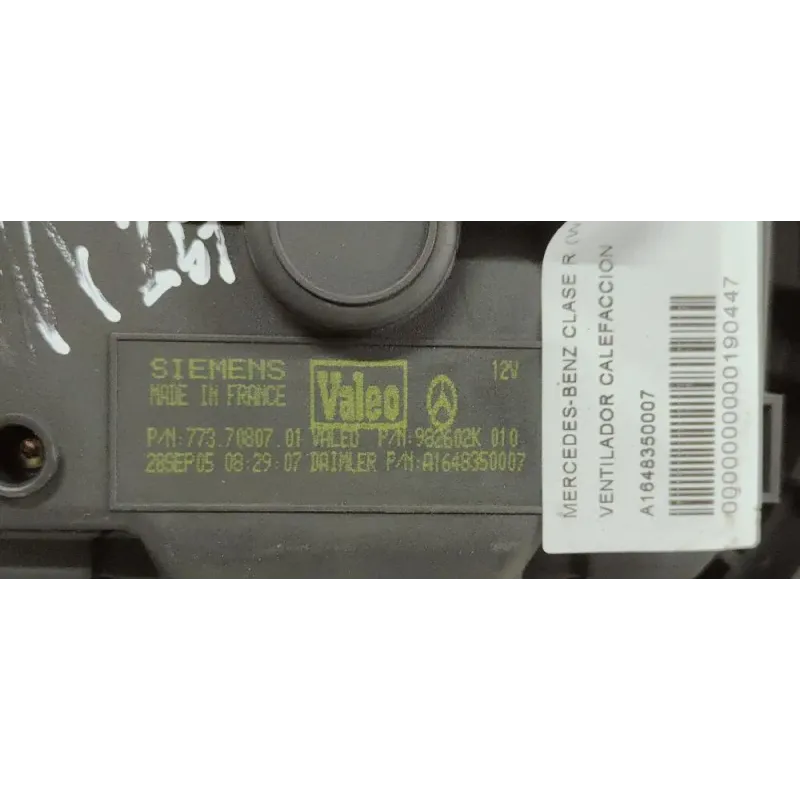 SIEMENS Valeo 12V
MADE IN FRANCE
P/N:773.70807.01 VALEO P/N:982602K 010
28SEP05 08:29:07 DAIMLER P/N:A1648350007
MERCEDES-BENZ CLASE R (W
VENTILADOR CALEFACCION
A1648350007